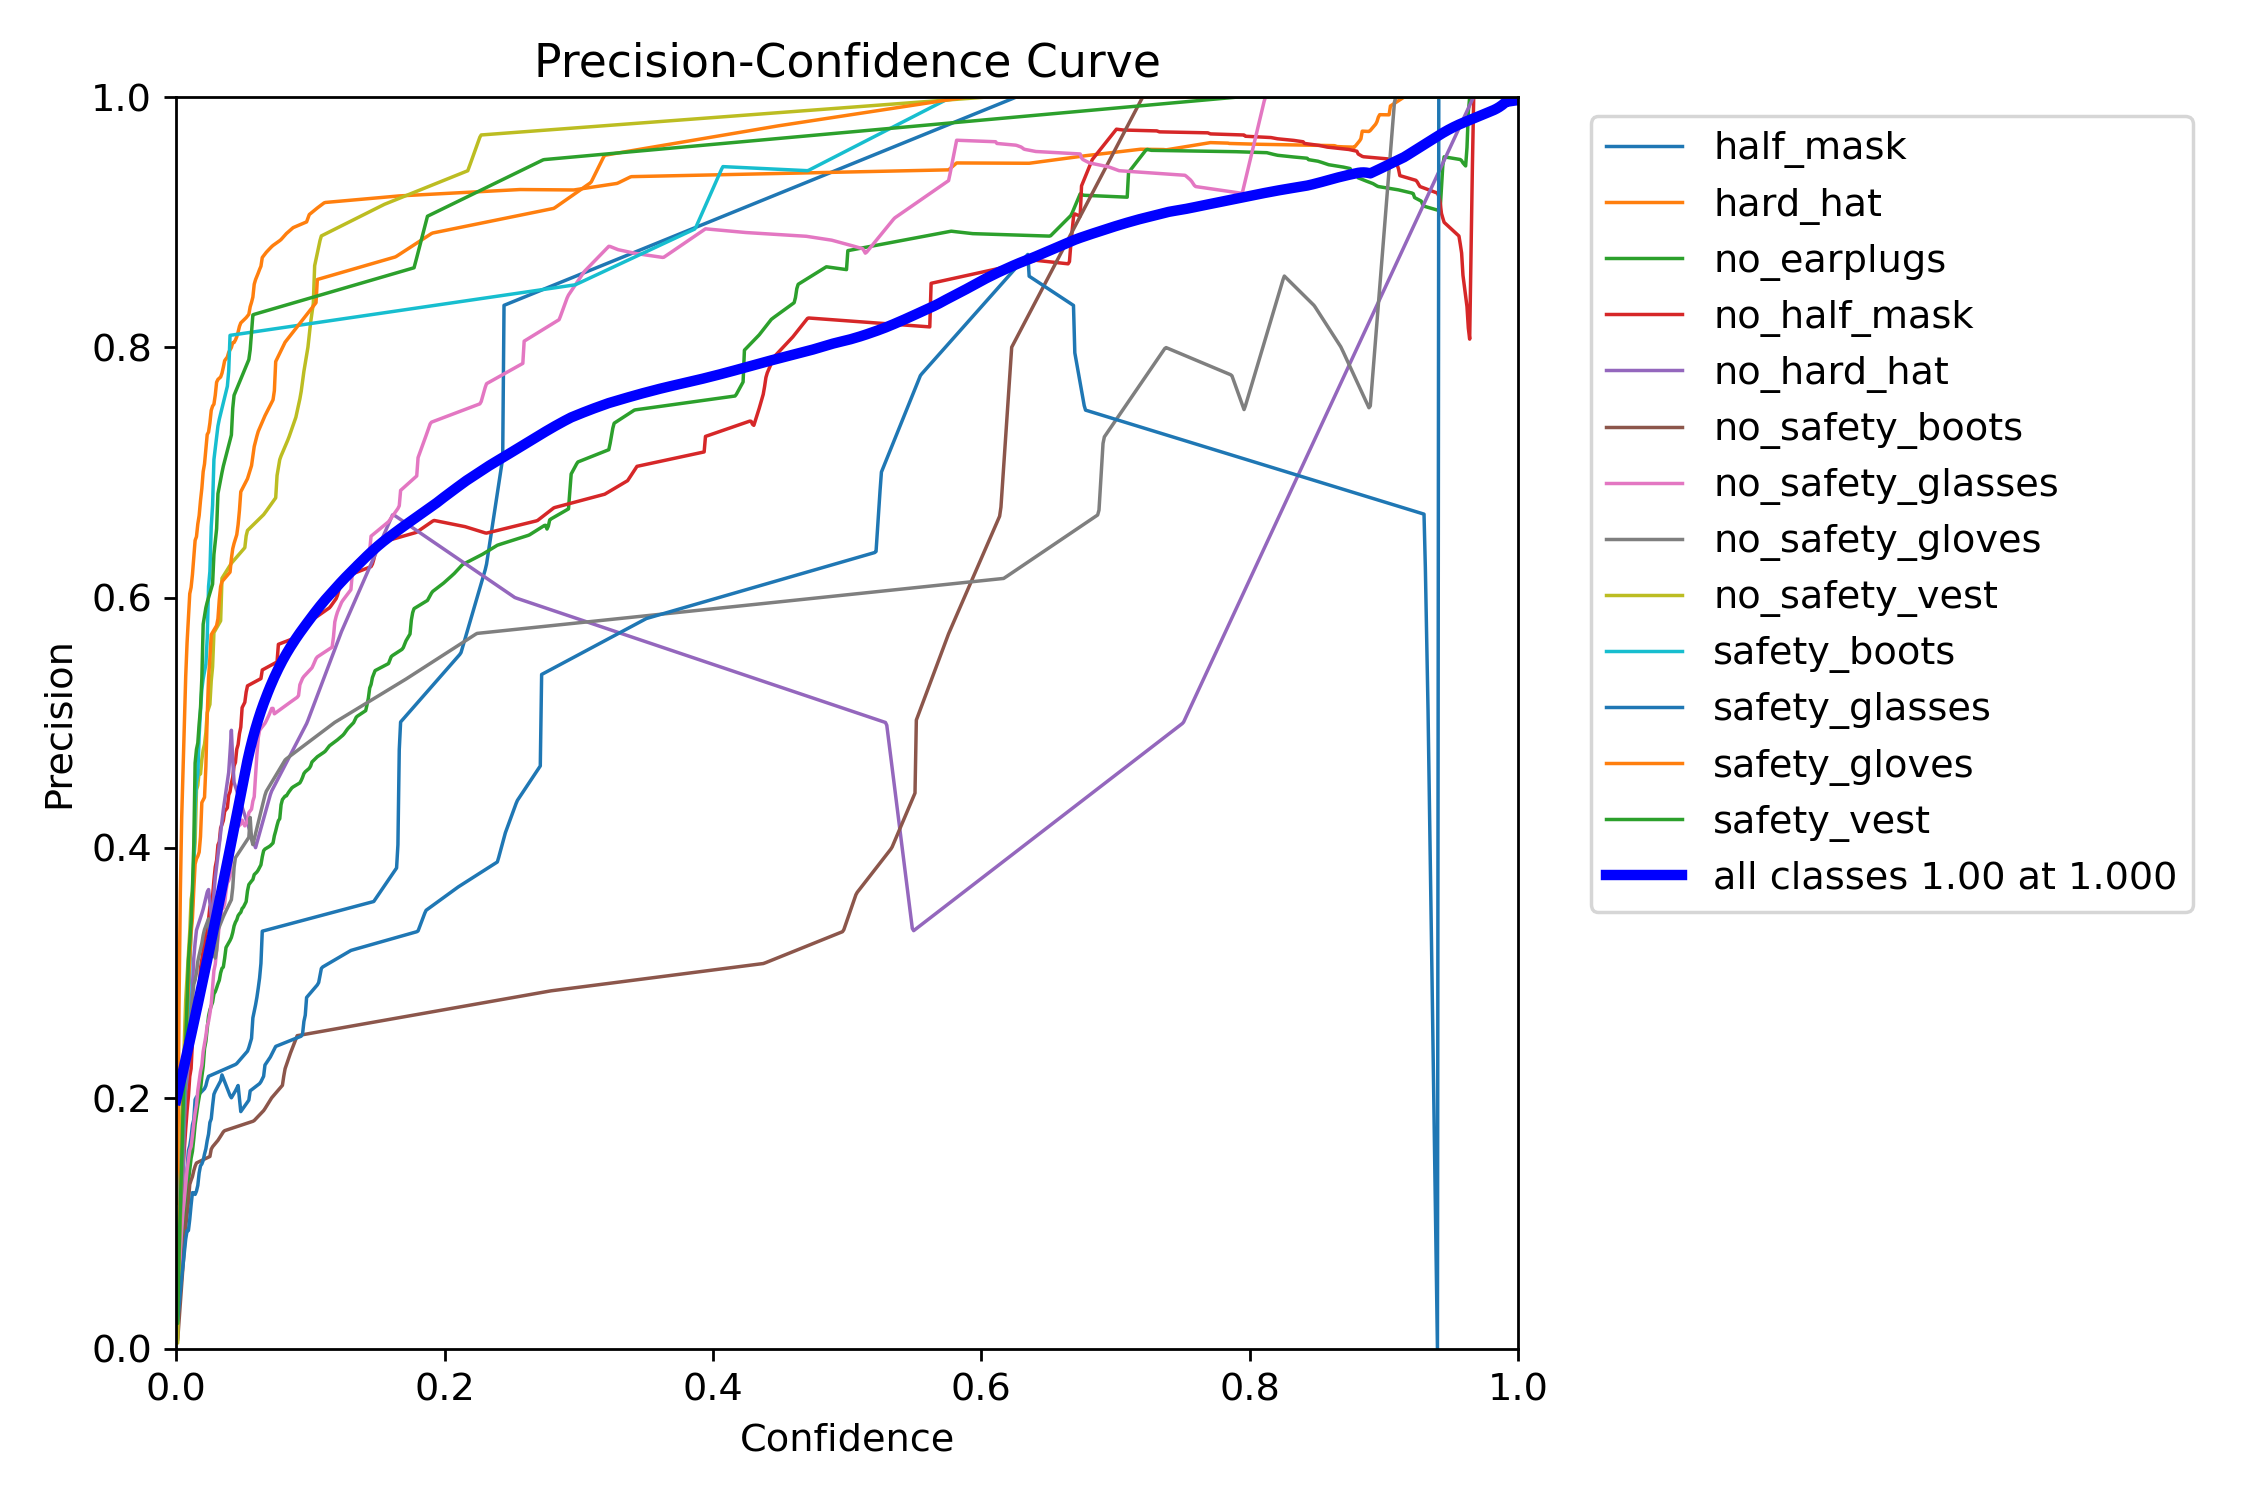 Precision-Confidence Curve
1.0
0.8
0.6
0.4
0.2
0.0
Precision
0.0 0.2 0.4 0.6 0.8 1.0
Confidence
half_mask
hard_hat
no_earplugs
no_half_mask
no_hard_hat
no_safety_boots
no_safety_glasses
no_safety_gloves
no_safety_vest
safety_boots
safety_glasses
safety_gloves
safety_vest
all classes 1.00 at 1.000